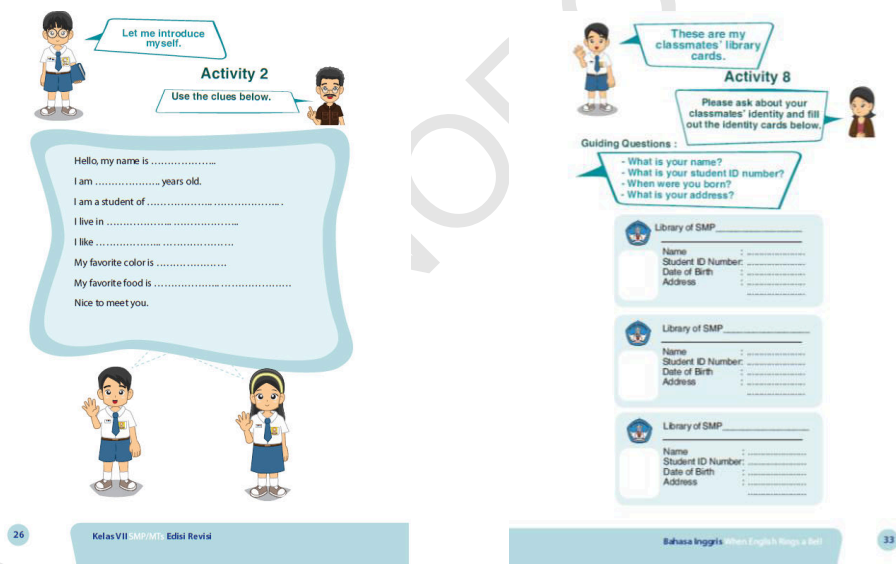 Let me introduce
myself.
Activity 2
Use the clues below.
Hello, my name is ………………..
I am ……………….. years old.
I am a student of ……………….. ……………….. .
I live in ……………….. ………………..
I like ……………….. …………………
My favorite color is …………………
My favorite food is ……………….. …………………
Nice to meet you.
26
Kelas VII SMP/MTs Edisi Revisi
These are my
classmates' library
cards.
Activity 8
Please ask about your
classmates' identity and fill
out the identity cards below.
Guiding Questions :
- What is your name?
- What is your student ID number?
- When were you born?
- What is your address?
Library of SMP____________________
Name : ........................
Student ID Number: ........................
Date of Birth : ........................
Address : ........................
........................
Library of SMP____________________
Name : ........................
Student ID Number: ........................
Date of Birth : ........................
Address : ........................
........................
Library of SMP____________________
Name : ........................
Student ID Number: ........................
Date of Birth : ........................
Address : ........................
........................
Bahasa Inggris When English Rings a Bell
33